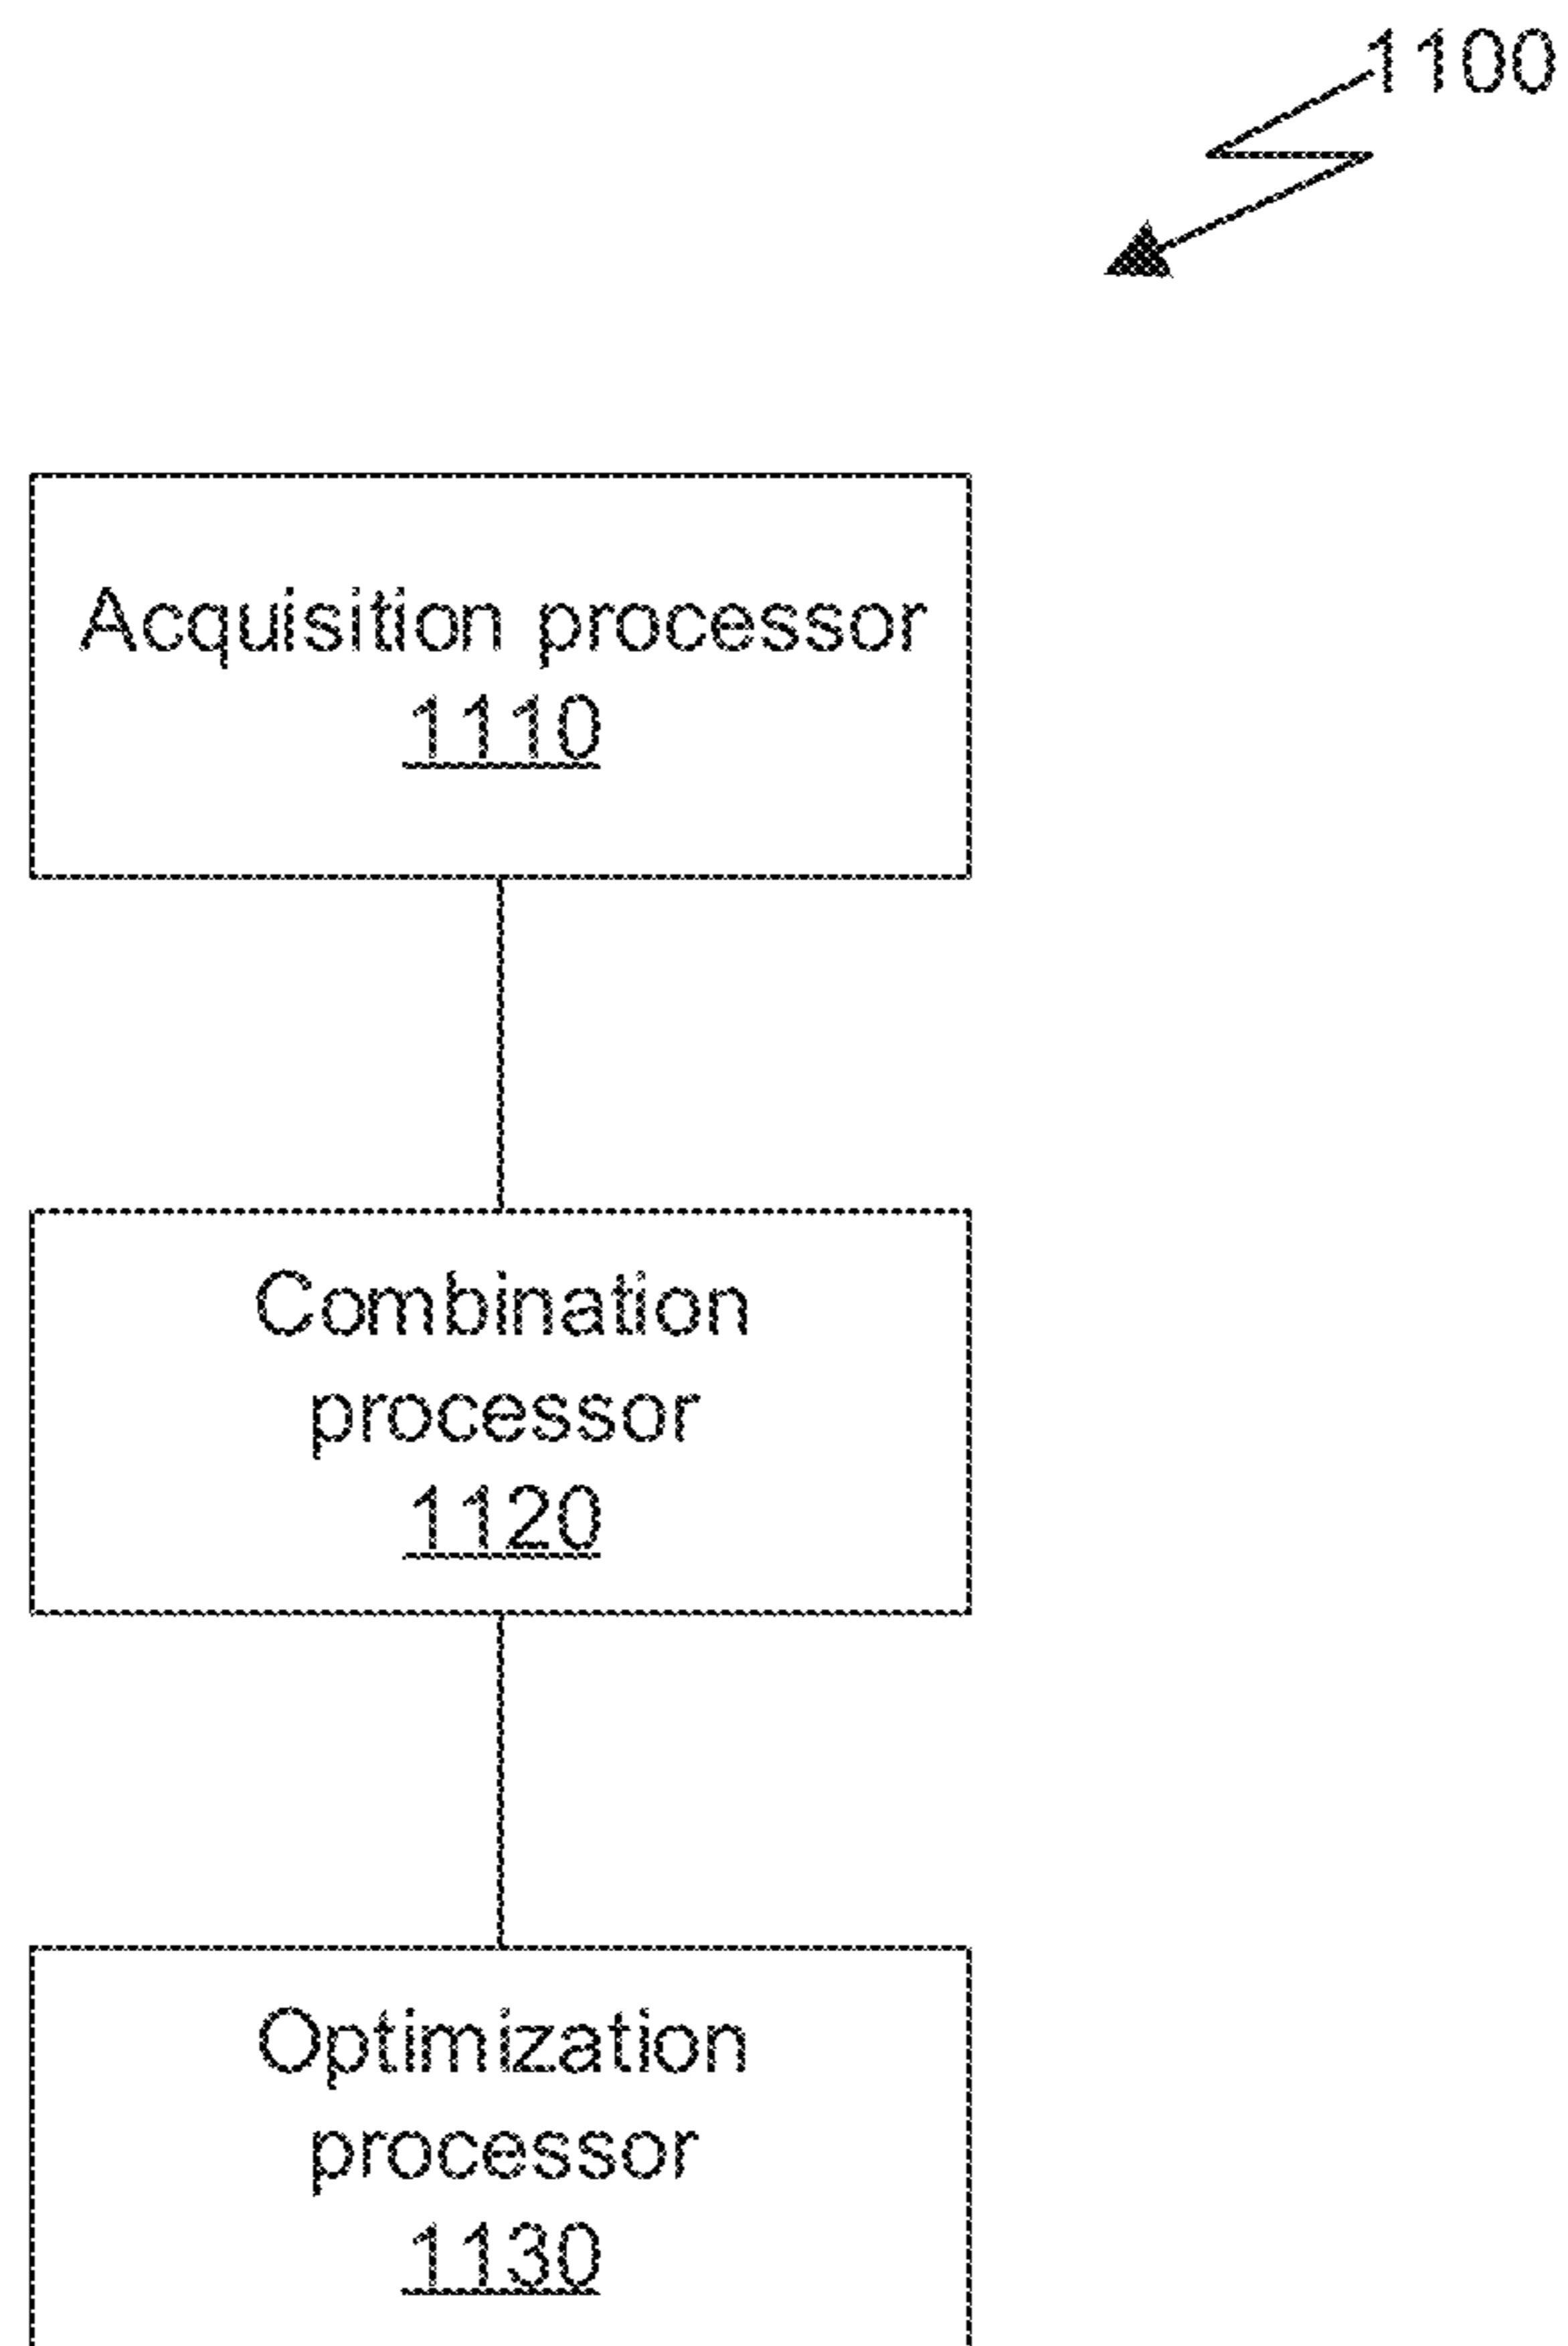 1100
Acquisition processor
1110
Combination
processor
1120
Optimization
processor
1130